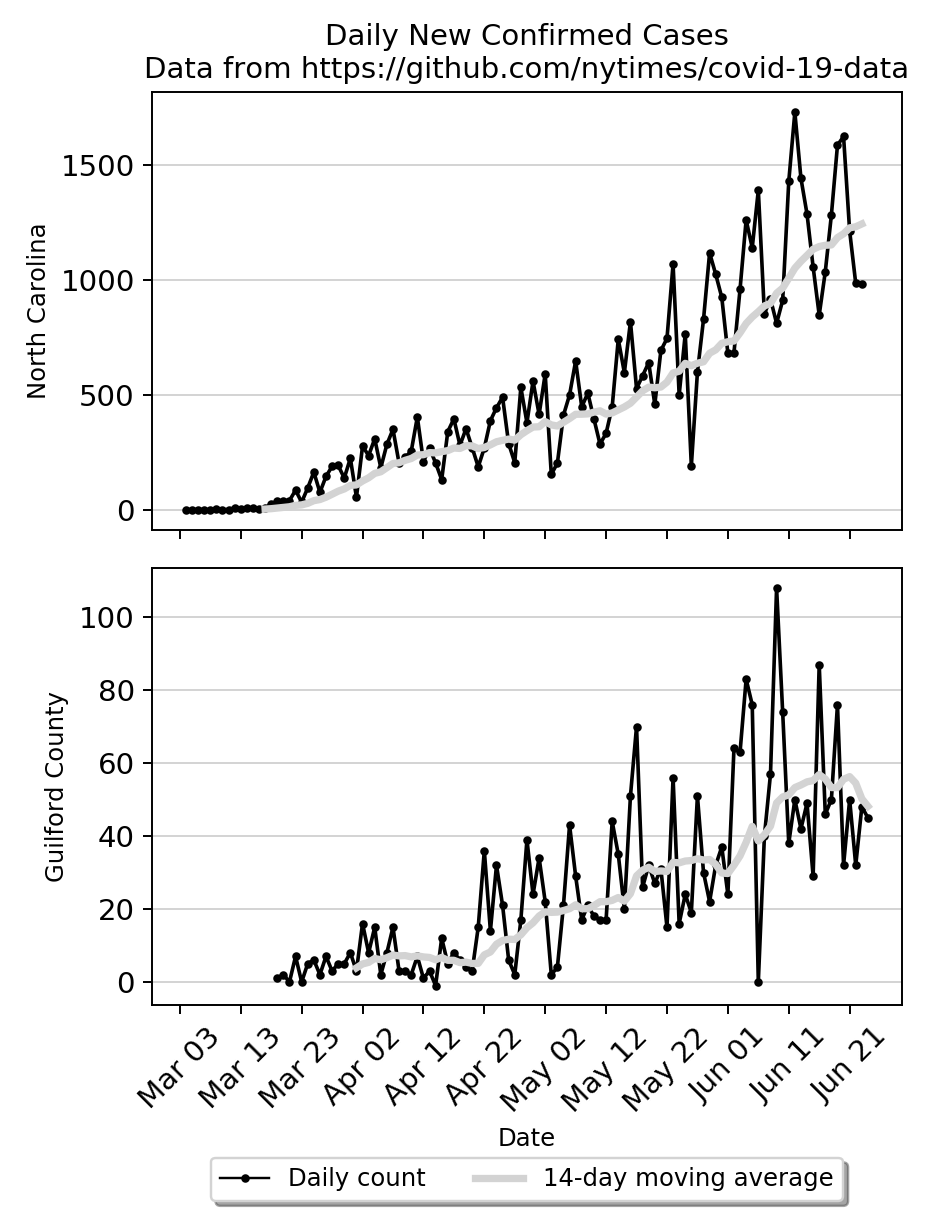 Daily New Confirmed Cases
Data from https://github.com/nytimes/covid-19-data
North Carolina
1500
1000
500
0
Guilford County
100
80
60
40
20
0
Mar 03 Mar 13 Mar 23 Apr 02 Apr 12 Apr 22 May 02 May 12 May 22 Jun 01 Jun 11 Jun 21
Date
Daily count 14-day moving average